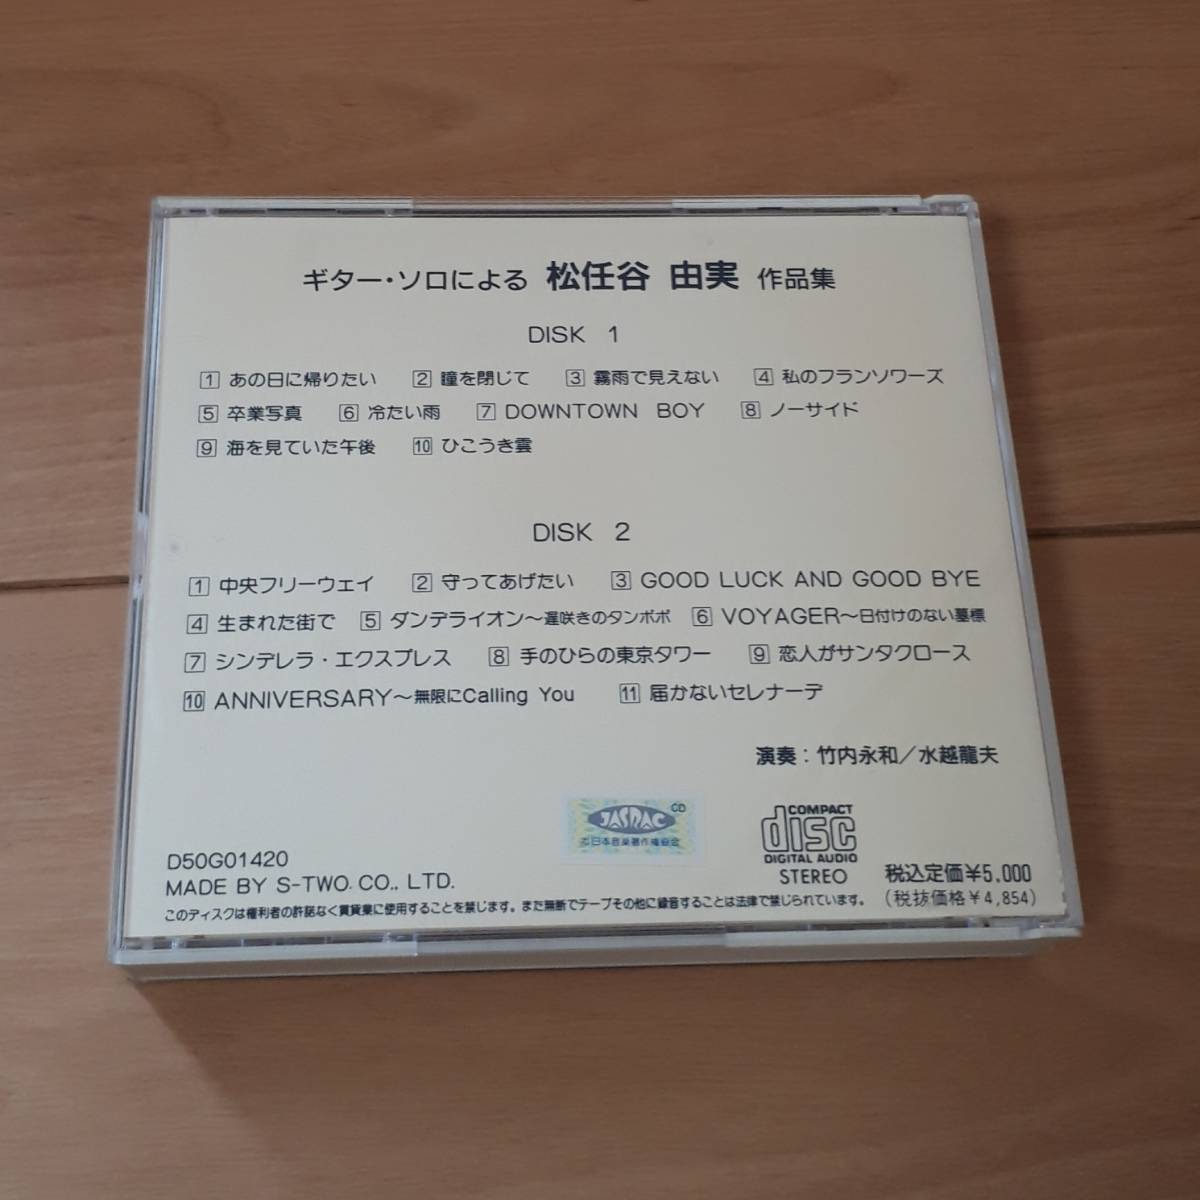 ギター・ソロによる 松任谷 由実 作品集
DISK 1
1 あの日に帰りたい 2 瞳を閉じて 3 霧雨で見えない 4 私のフランソワーズ
5 卒業写真 6 冷たい雨 7 DOWNTOWN BOY 8 ノーサイド
9 海を見ていた午後 10 ひこうき雲
DISK 2
1 中央フリーウェイ 2 守ってあげたい 3 GOOD LUCK AND GOOD BYE
4 生まれた街で 5 ダンデライオン～遅咲きのタンポポ 6 VOYAGER～日付けのない墓標
7 シンデレラ・エクスプレス 8 手のひらの東京タワー 9 恋人がサンタクロース
10 ANNIVERSARY～無限にCalling You 11 届かないセレナーデ
演奏：竹内永和／水越龍夫
CD
JASRAC
日本音楽著作権協会
COMPACT
disc
DIGITAL AUDIO
STEREO
D50G01420
MADE BY S-TWO. CO., LTD.
税込定価￥5,000
(税抜価格￥4,854)
このディスクは権利者の許諾なく賃貸業に使用することを禁じます。また無断でテープその他に録音することは法律で禁じられています。